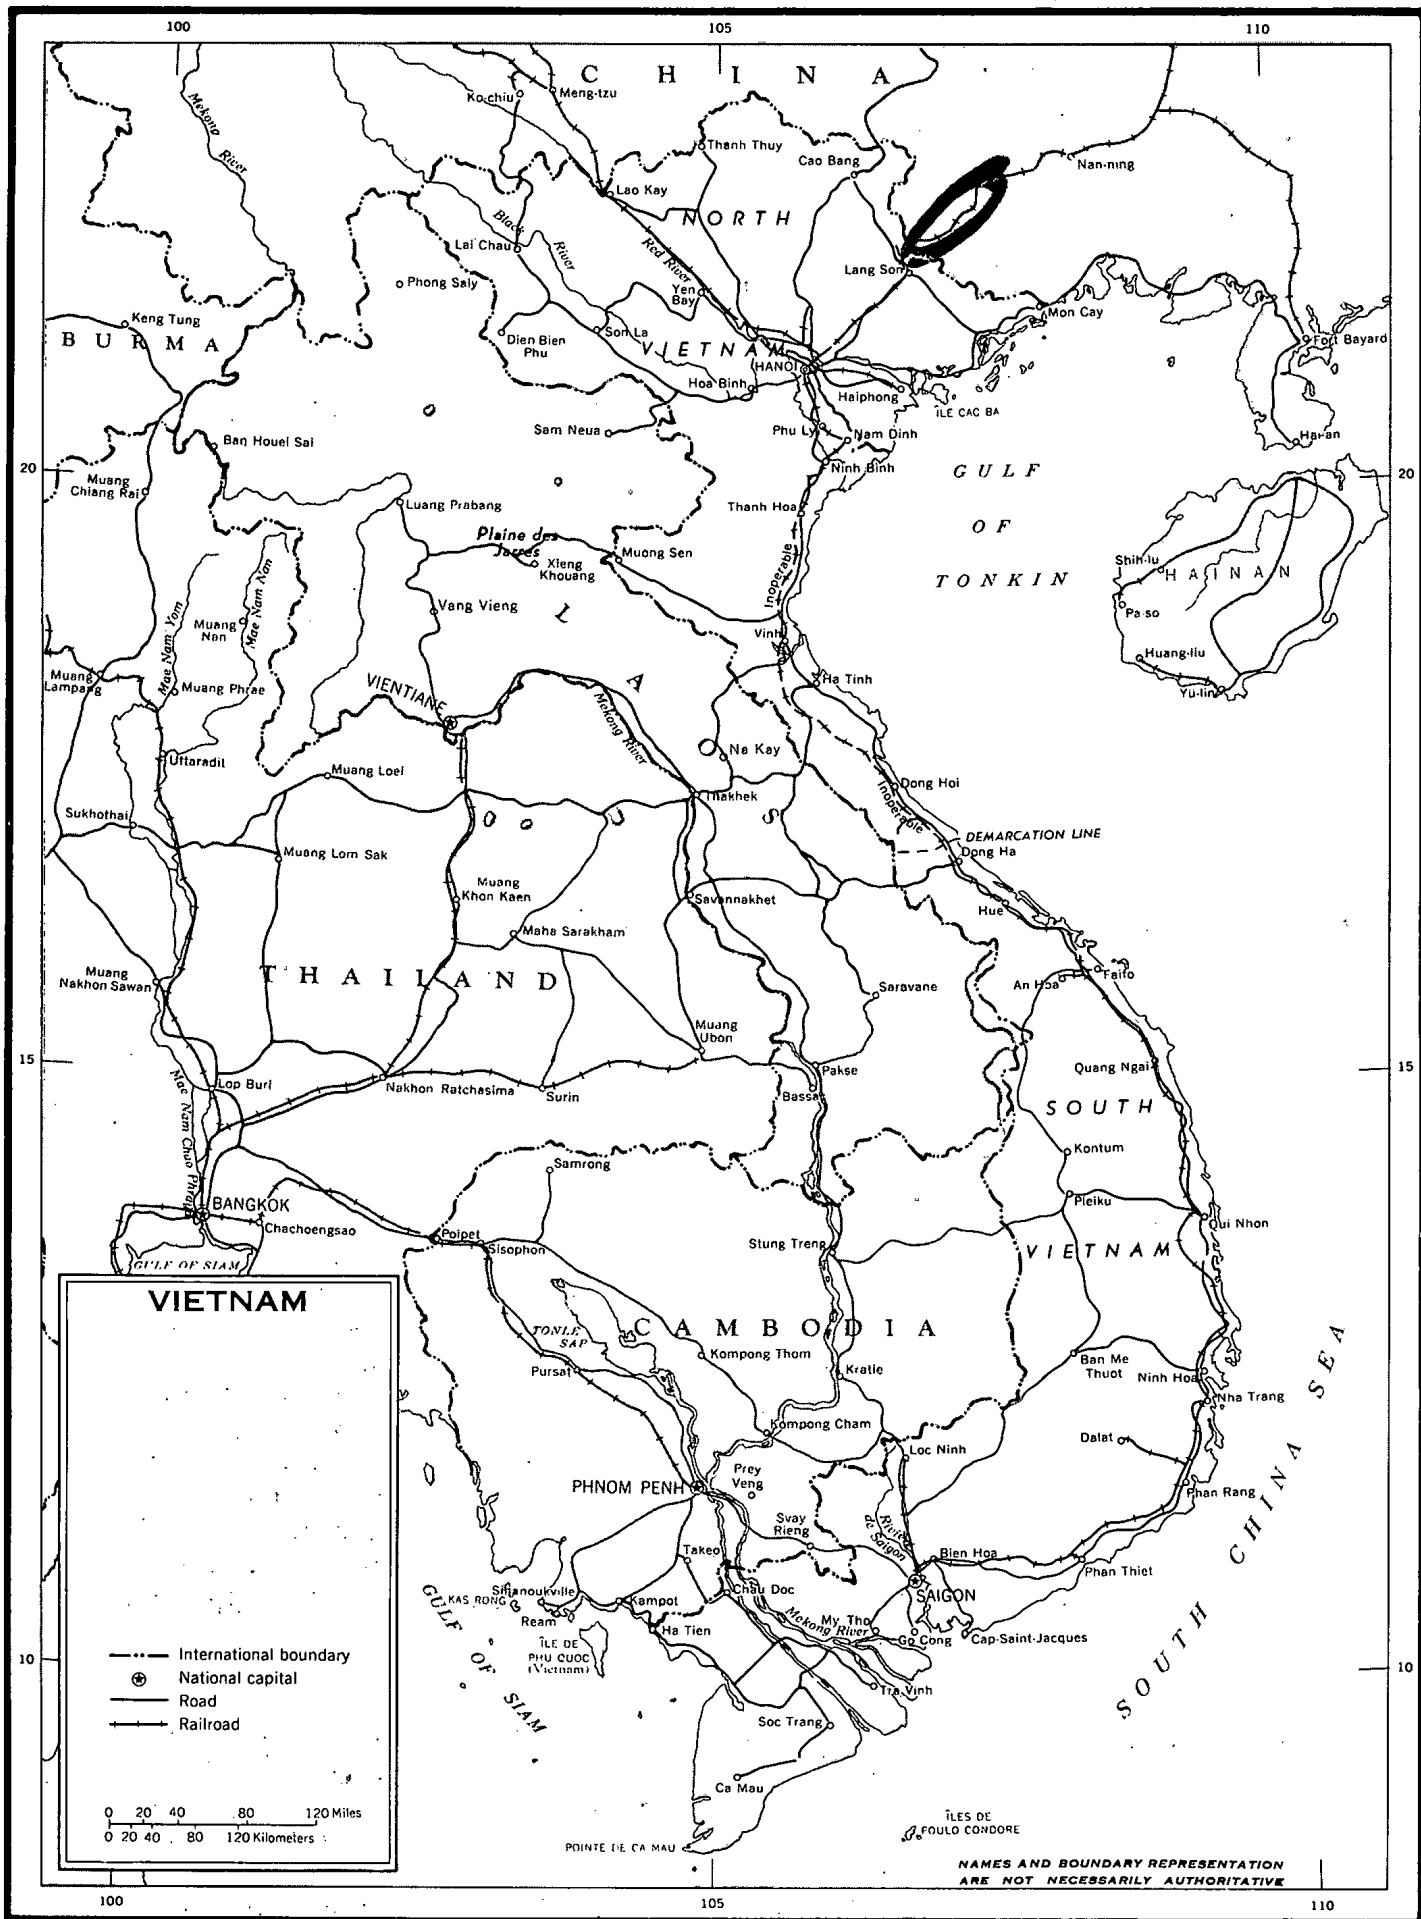 100
105
110
C H I N A
Ko-chiu
Meng-tzu
Mekong
River
Thanh Thuy
Cao Bang
Nan-ning
Lao Kay
NORTH
Black
River
Lai Chau
Red River
Lang Son
Phong Saly
Yen
Bay
Mon Cay
Keng Tung
BURMA
Dien Bien
Phu
Son La
VIETNAM
HANOI
Fort Bayard
Hoa Binh
Haiphong
ÎLE CAC BA
Ban Houei Sai
Sam Neua
Phu Ly
Nam Dinh
Hai-an
20
Muang
Chiang Rai
Ninh Binh
GULF
OF
TONKIN
20
Luang Prabang
Thanh Hoa
Plaine des
Jarres
Xieng
Khouang
Muong Sen
Inoperable
Shih-lu
HAINAN
Mae Nam Yom
Muang
Nan
Mae Nam Nan
Vang Vieng
L
A
O
S
Vinh
Pa-so
Huang-liu
Yu-lin
Muang
Lampang
Muang Phrae
VIENTIANE
Ha Tinh
Mekong River
Na Kay
Uttaradit
Muang Loei
Thakhek
Dong Hoi
Inoperable
Sukhothai
DEMARCATION LINE
Dong Ha
Muang Lom Sak
Muang
Khon Kaen
Savannakhet
Hue
Maha Sarakham
Muang
Nakhon Sawan
THAILAND
Saravane
An Hoa
Faifo
Muang
Ubon
15
Mae Nam Chao Phraya
Lop Buri
Nakhon Ratchasima
Surin
Pakse
Bassa
Quang Ngai
15
SOUTH
Samrong
Kontum
BANGKOK
Chachoengsao
Pleiku
Qui Nhon
Poipet
Sisophon
Stung Treng
VIETNAM
GULF OF SIAM
VIETNAM
TONLE
SAP
CAMBODIA
Kompong Thom
Pursat
Kratie
Ban Me
Thuot
Ninh Hoa
Nha Trang
Kompong Cham
Loc Ninh
Dalat
PHNOM PENH
Prey
Veng
Phan Rang
Svay
Rieng
Rivière
de Saigon
Bien Hoa
Phan Thiet
Takeo
SAIGON
Chau Doc
KAS RONG
Sihanoukville
Ream
Kampot
Ha Tien
Mekong River
My Tho
Go Cong
Cap-Saint-Jacques
ÎLE DE
PHU QUOC
(Vietnam)
GULF OF SIAM
Tra Vinh
SOUTH CHINA SEA
10
International boundary
National capital
Road
Railroad
10
Soc Trang
Ca Mau
0 20 40 80 120 Miles
0 20 40 80 120 Kilometers
POINTE DE CA MAU
ÎLES DE
POULO CONDORE
NAMES AND BOUNDARY REPRESENTATION
ARE NOT NECESSARILY AUTHORITATIVE
100
105
110